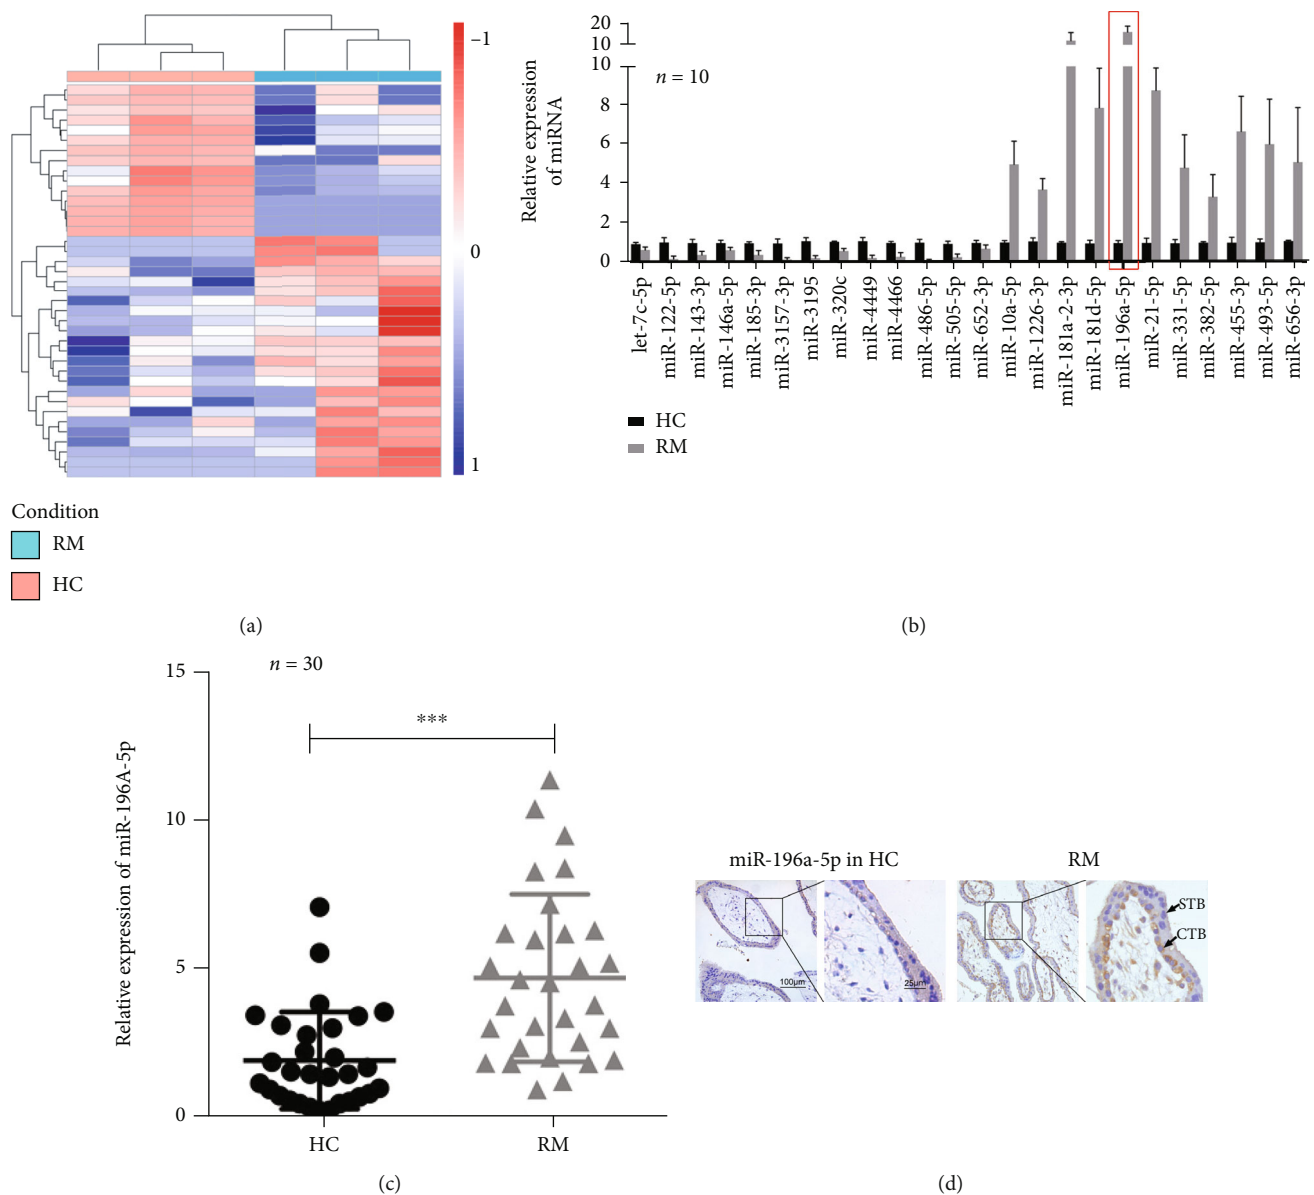 –1
0
1
Condition
RM
HC
(a)
Relative expression
of miRNA
20
10
10
8
6
4
2
0
n = 10
let-7c-5p
miR-122-5p
miR-143-3p
miR-146a-5p
miR-185-3p
miR-3157-3p
miR-3195
miR-320c
miR-4449
miR-4466
miR-486-5p
miR-505-5p
miR-652-3p
miR-10a-5p
miR-1226-3p
miR-181a-2-3p
miR-181d-5p
miR-196a-5p
miR-21-5p
miR-331-5p
miR-382-5p
miR-455-3p
miR-493-5p
miR-656-3p
HC
RM
(b)
Relative expression of miR-196A-5p
15
10
5
0
n = 30
***
HC
RM
(c)
miR-196a-5p in HC
RM
100μm
25μm
STB
CTB
(d)